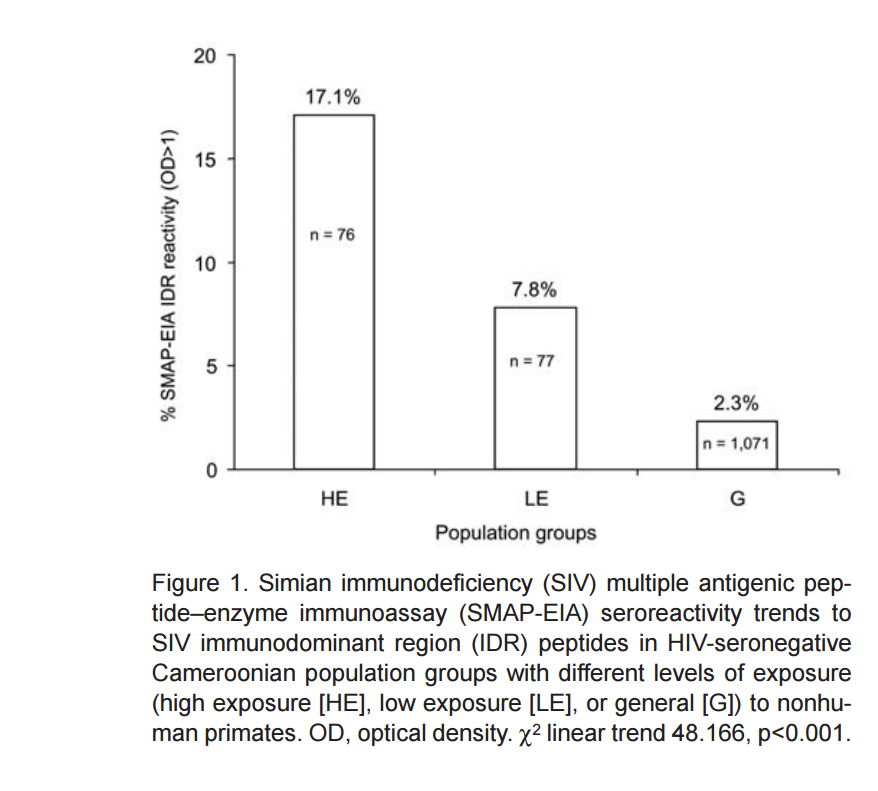 20
17.1%
15
% SMAP-EIA IDR reactivity (OD>1)
n = 76
10
7.8%
n = 77
5
2.3%
n = 1,071
0
HE LE G
Population groups
Figure 1. Simian immunodeficiency (SIV) multiple antigenic pep-
tide–enzyme immunoassay (SMAP-EIA) seroreactivity trends to
SIV immunodominant region (IDR) peptides in HIV-seronegative
Cameroonian population groups with different levels of exposure
(high exposure [HE], low exposure [LE], or general [G]) to nonhu-
man primates. OD, optical density. χ² linear trend 48.166, p<0.001.